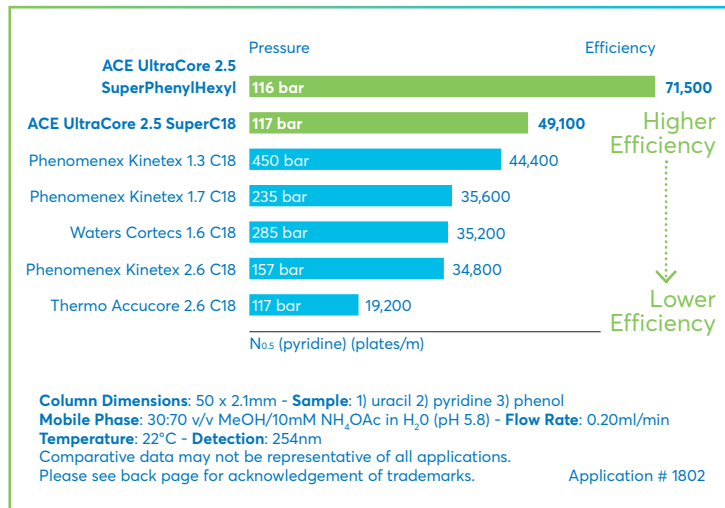 Pressure Efficiency
ACE UltraCore 2.5
SuperPhenylHexyl 116 bar 71,500
ACE UltraCore 2.5 SuperC18 117 bar 49,100
Higher
Efficiency
Phenomenex Kinetex 1.3 C18 450 bar 44,400
Phenomenex Kinetex 1.7 C18 235 bar 35,600
Waters Cortecs 1.6 C18 285 bar 35,200
Phenomenex Kinetex 2.6 C18 157 bar 34,800
Thermo Accucore 2.6 C18 117 bar 19,200
Lower
Efficiency
N0.5 (pyridine) (plates/m)
Column Dimensions: 50 x 2.1mm - Sample: 1) uracil 2) pyridine 3) phenol
Mobile Phase: 30:70 v/v MeOH/10mM NH4OAc in H20 (pH 5.8) - Flow Rate: 0.20ml/min
Temperature: 22°C - Detection: 254nm
Comparative data may not be representative of all applications.
Please see back page for acknowledgement of trademarks. Application # 1802